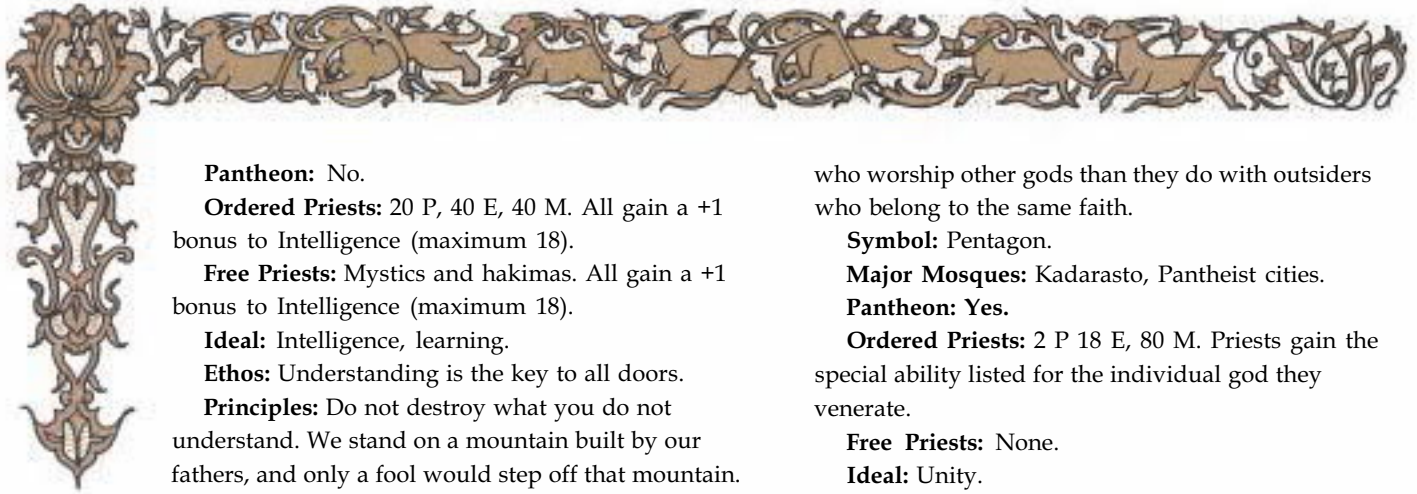 Pantheon: No.
Ordered Priests: 20 P, 40 E, 40 M. All gain a +1
bonus to Intelligence (maximum 18).
Free Priests: Mystics and hakimas. All gain a +1
bonus to Intelligence (maximum 18).
Ideal: Intelligence, learning.
Ethos: Understanding is the key to all doors.
Principles: Do not destroy what you do not
understand. We stand on a mountain built by our
fathers, and only a fool would step off that mountain.
who worship other gods than they do with outsiders
who belong to the same faith.
Symbol: Pentagon.
Major Mosques: Kadarasto, Pantheist cities.
Pantheon: Yes.
Ordered Priests: 2 P 18 E, 80 M. Priests gain the
special ability listed for the individual god they
venerate.
Free Priests: None.
Ideal: Unity.